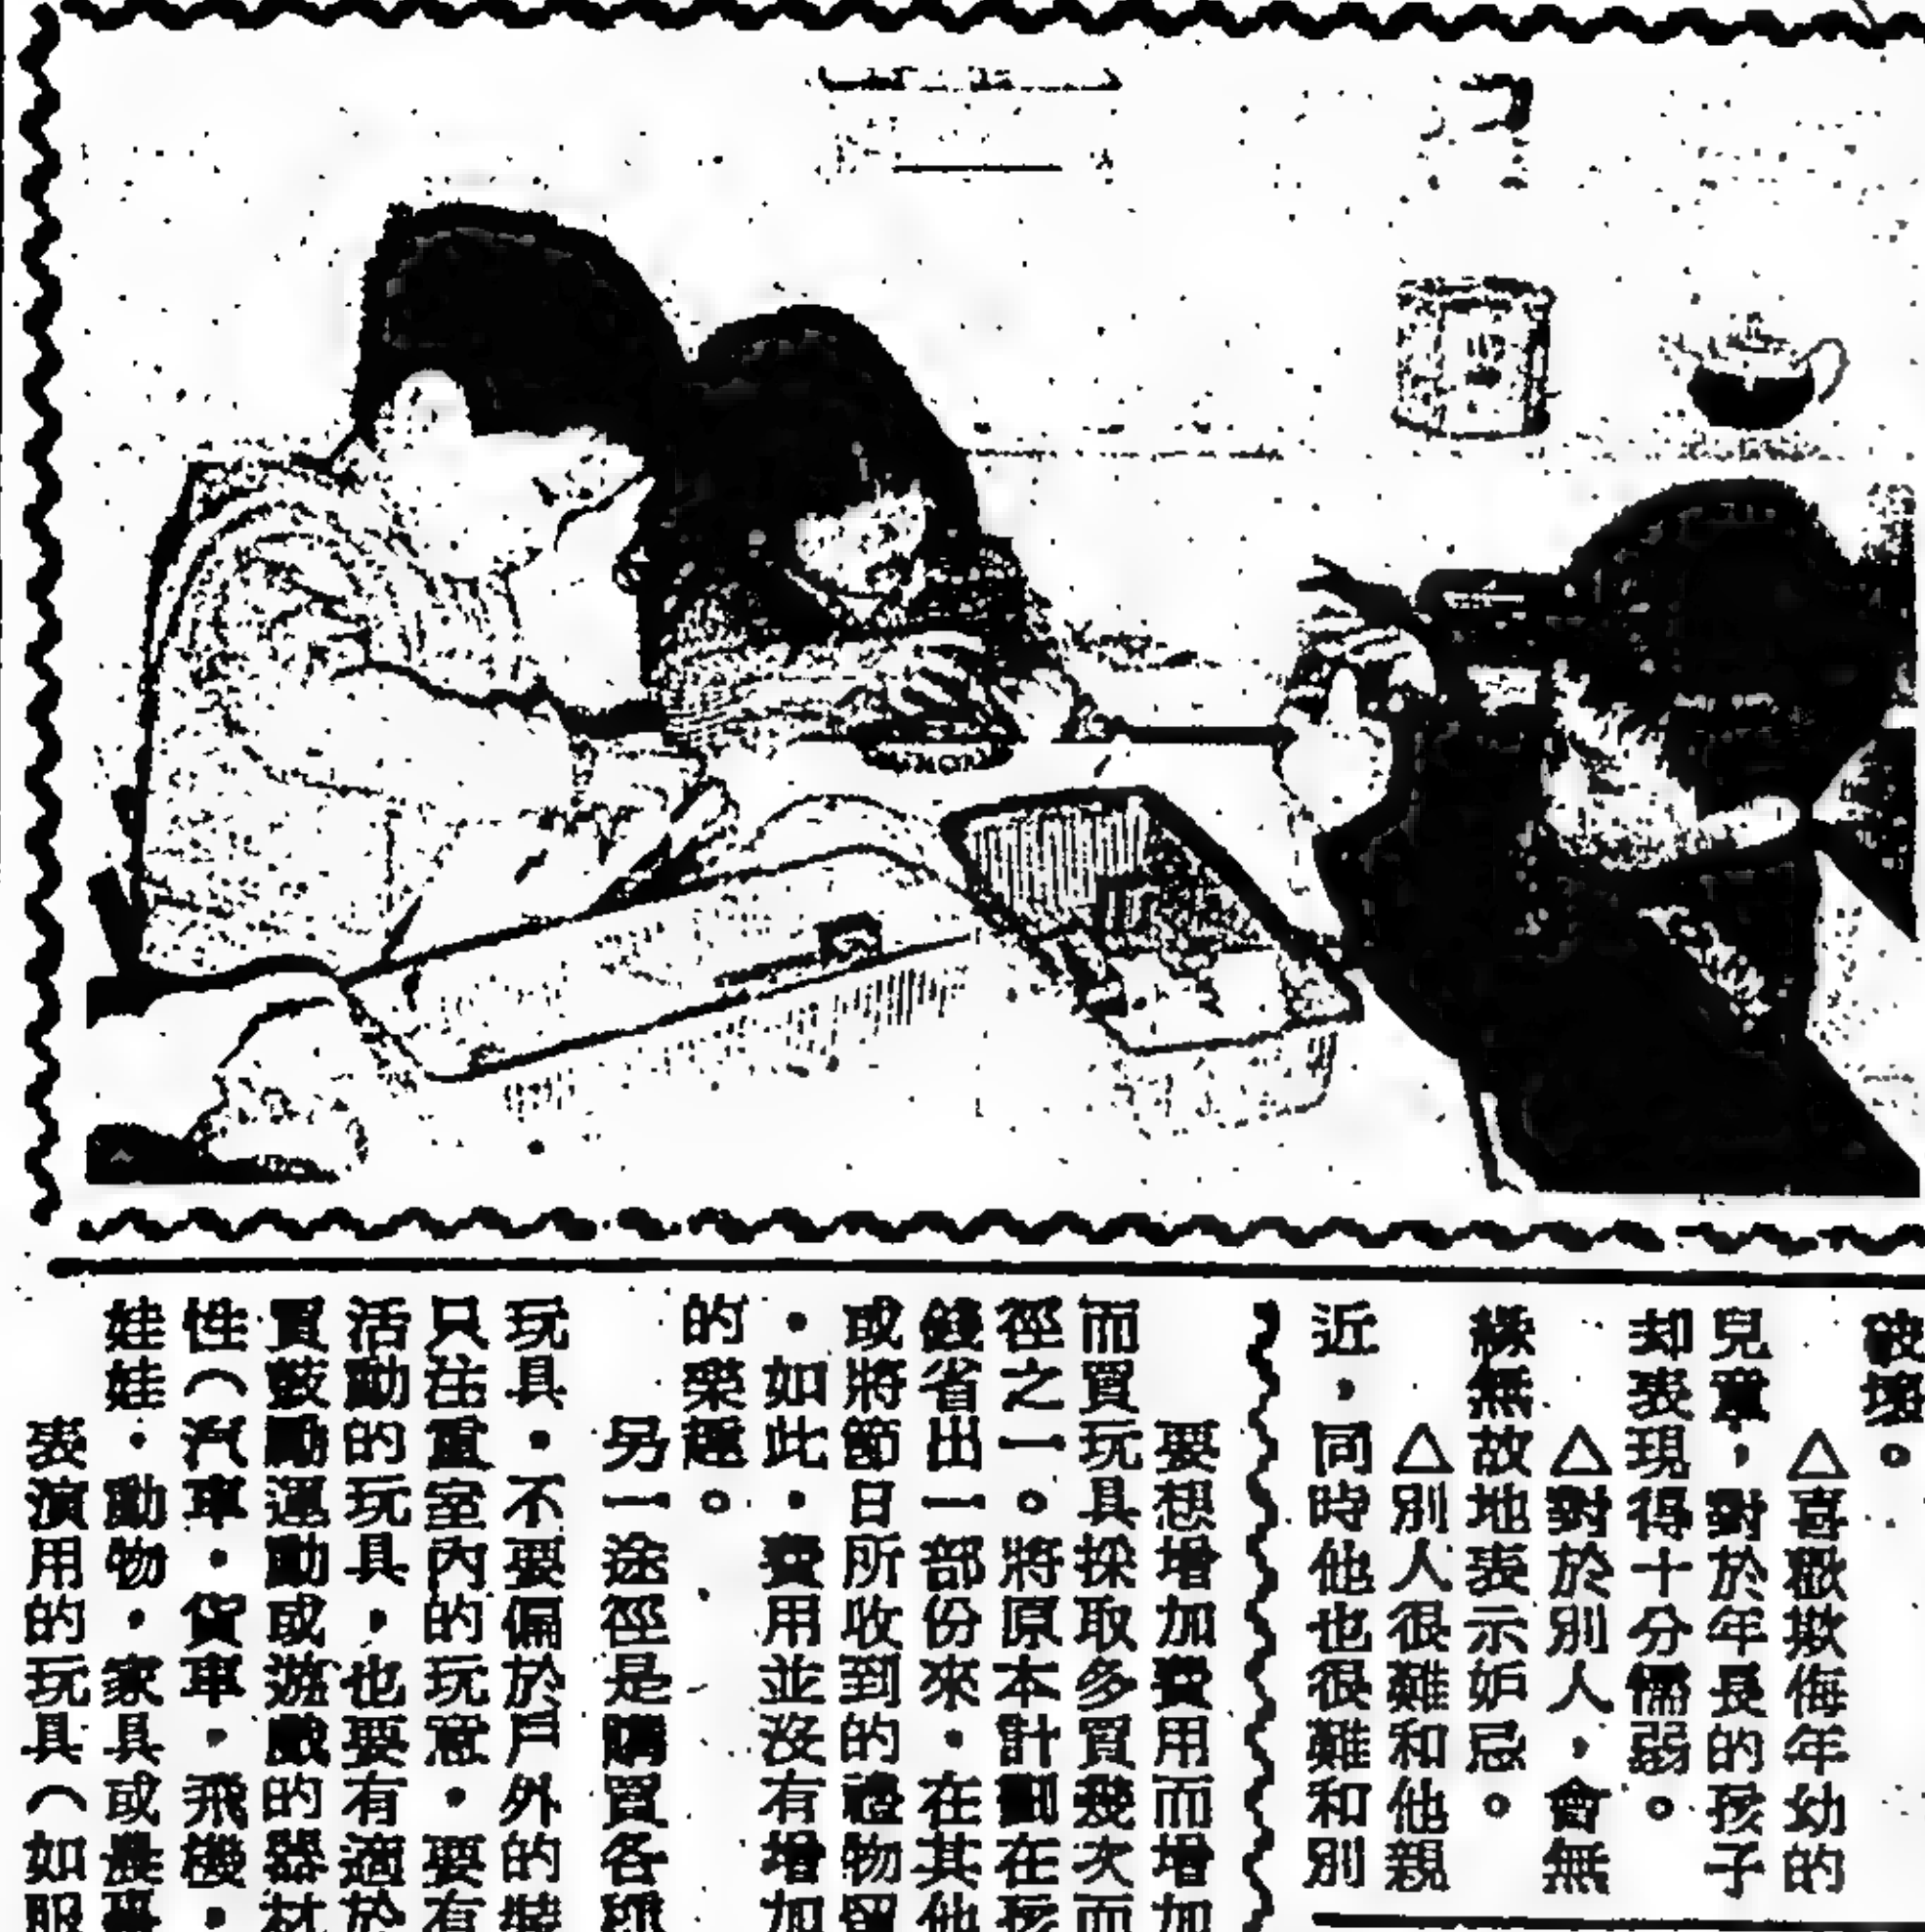 破壞。
△喜歡欺侮年幼的
兒童，對於年長的孩子
却表現得十分懦弱。
△對於別人，會無
緣無故地表示妒忌。
△別人很難和他親
近，同時他也很難和別
要想增加費用而增加
而買玩具採取多買幾次而
徑之一。將原本計劃在孩
錢省出一部份來，在其他
或將節日所收到的禮物留
，如此，費用並沒有增加
的樂趣。
另一途徑是購買各
玩具，不要偏於戶外的裝
只注重室內的玩意，要有
活動的玩具，也要有適於
買鼓勵運動或遊戲的器材
性（汽車，貨車，飛機，
娃娃，動物，家具或農
表演用的玩具（如服